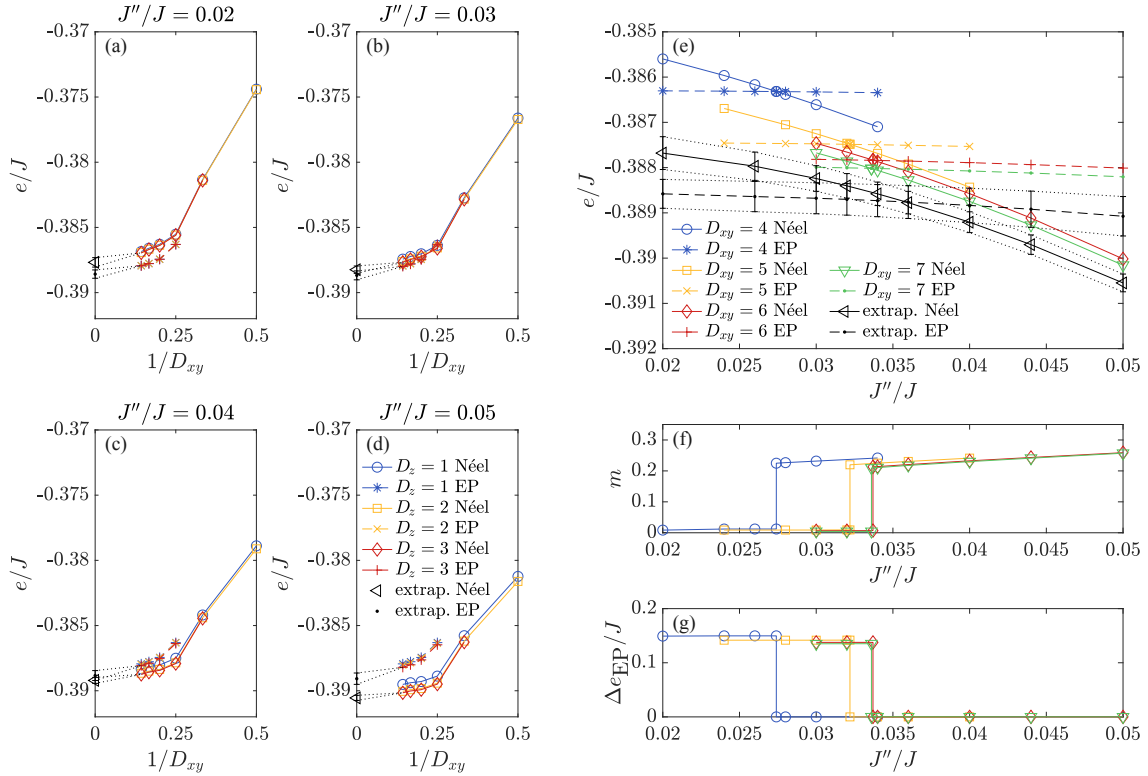 J″/J = 0.02
(a)
e/J
-0.37
-0.375
-0.38
-0.385
-0.39
0 0.25 0.5
1/D_xy
J″/J = 0.03
(b)
e/J
-0.37
-0.375
-0.38
-0.385
-0.39
0 0.25 0.5
1/D_xy
J″/J = 0.04
(c)
e/J
-0.37
-0.375
-0.38
-0.385
-0.39
0 0.25 0.5
1/D_xy
J″/J = 0.05
(d)
e/J
-0.37
-0.375
-0.38
-0.385
-0.39
D_z = 1 Néel
D_z = 1 EP
D_z = 2 Néel
D_z = 2 EP
D_z = 3 Néel
D_z = 3 EP
extrap. Néel
extrap. EP
0 0.25 0.5
1/D_xy
(e)
e/J
-0.386
-0.387
-0.388
-0.389
-0.39
-0.391
-0.392
D_xy = 4 Néel
D_xy = 4 EP
D_xy = 5 Néel
D_xy = 5 EP
D_xy = 6 Néel
D_xy = 6 EP
D_xy = 7 Néel
D_xy = 7 EP
extrap. Néel
extrap. EP
0.02 0.025 0.03 0.035 0.04 0.045 0.05
J″/J
(f)
m
0.3
0.2
0.1
0
0.02 0.025 0.03 0.035 0.04 0.045 0.05
J″/J
(g)
Δe_EP/J
0.2
0.1
0
0.02 0.025 0.03 0.035 0.04 0.045 0.05
J″/J